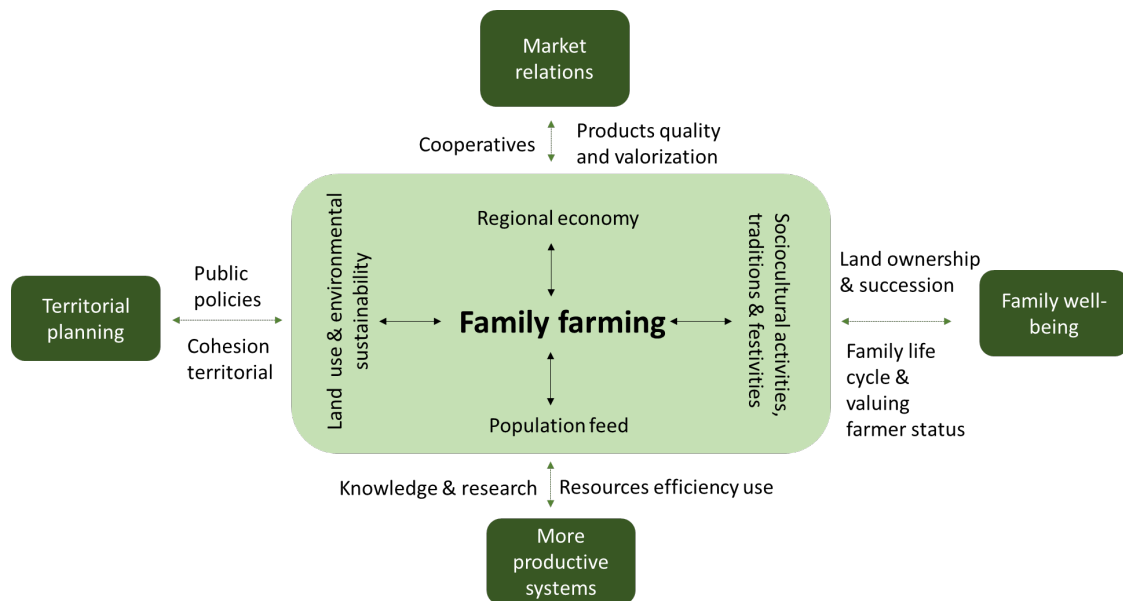 Market
relations
Cooperatives
Products quality
and valorization
Land use & environmental
sustainability
Regional economy
Sociocultural activities,
traditions & festivities
Public
policies
Land ownership
& succession
Territorial
planning
Family farming
Family well-
being
Cohesion
territorial
Family life
cycle &
valuing
farmer status
Population feed
Knowledge & research
Resources efficiency use
More
productive
systems